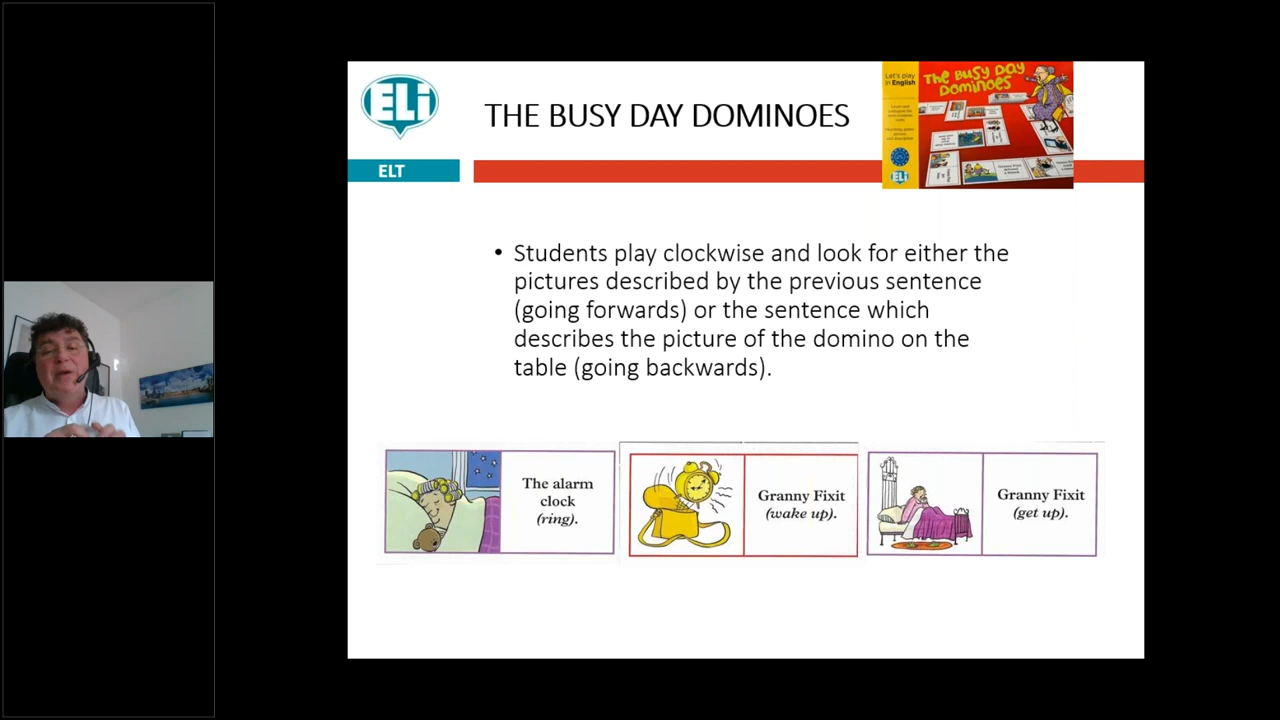 ELi
THE BUSY DAY DOMINOES
Let's play
in English
THE BUSY DAY
DOMINOES
ELi
ELT
• Students play clockwise and look for either the
pictures described by the previous sentence
(going forwards) or the sentence which
describes the picture of the domino on the
table (going backwards).
The alarm
clock
(ring).
Granny Fixit
(wake up).
Granny Fixit
(get up).